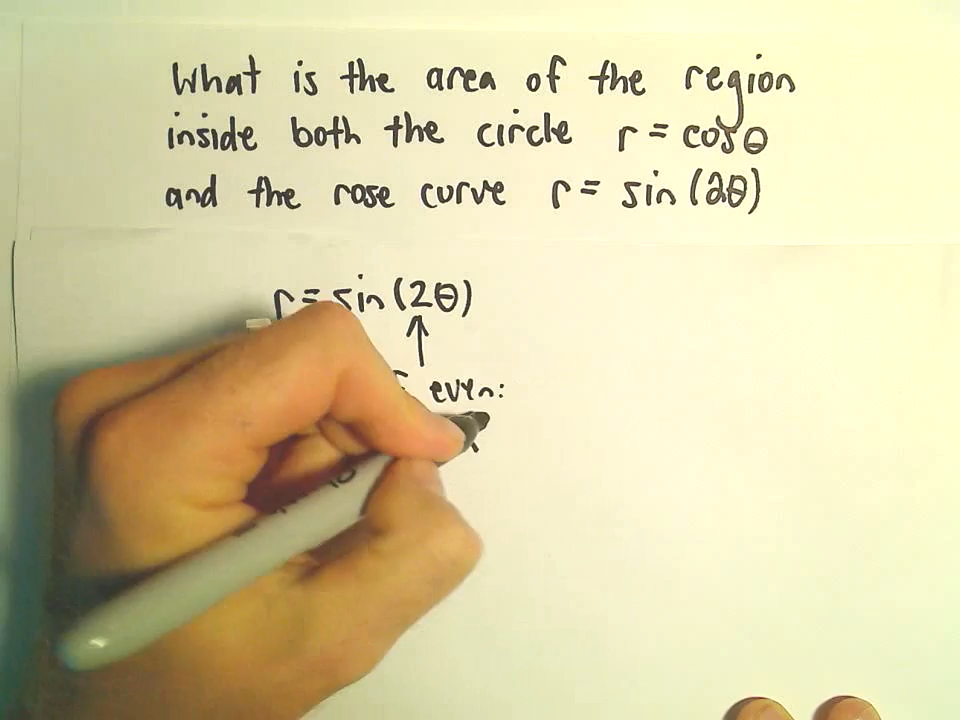 What is the area of the region
inside both the circle r = cosθ
and the rose curve r = sin(2θ)
r = sin(2θ)
↑
even: